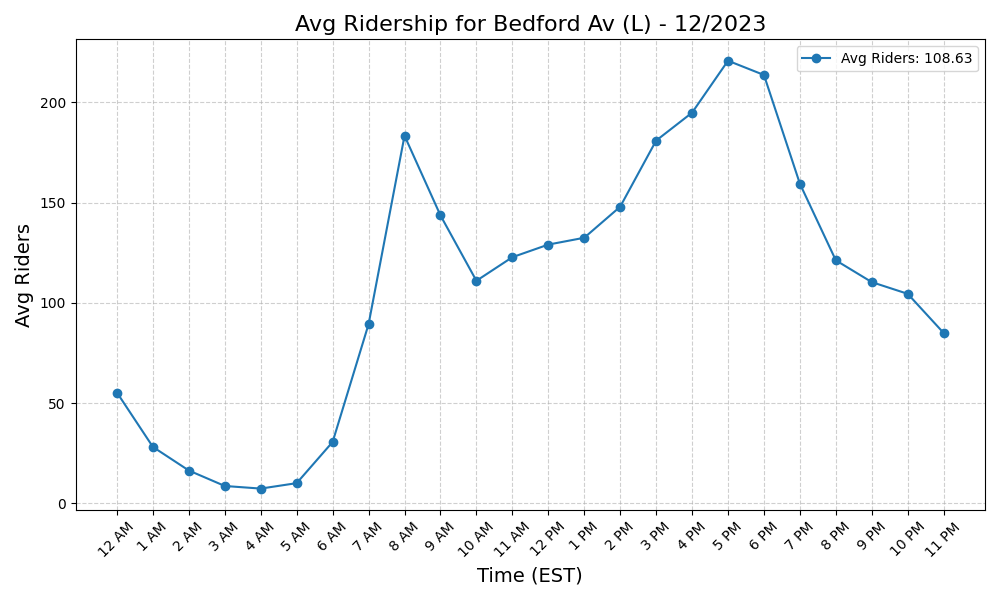 Avg Ridership for Bedford Av (L) - 12/2023
Avg Riders: 108.63
Avg Riders
200
150
100
50
0
12 AM
1 AM
2 AM
3 AM
4 AM
5 AM
6 AM
7 AM
8 AM
9 AM
10 AM
11 AM
12 PM
1 PM
2 PM
3 PM
4 PM
5 PM
6 PM
7 PM
8 PM
9 PM
10 PM
11 PM
Time (EST)